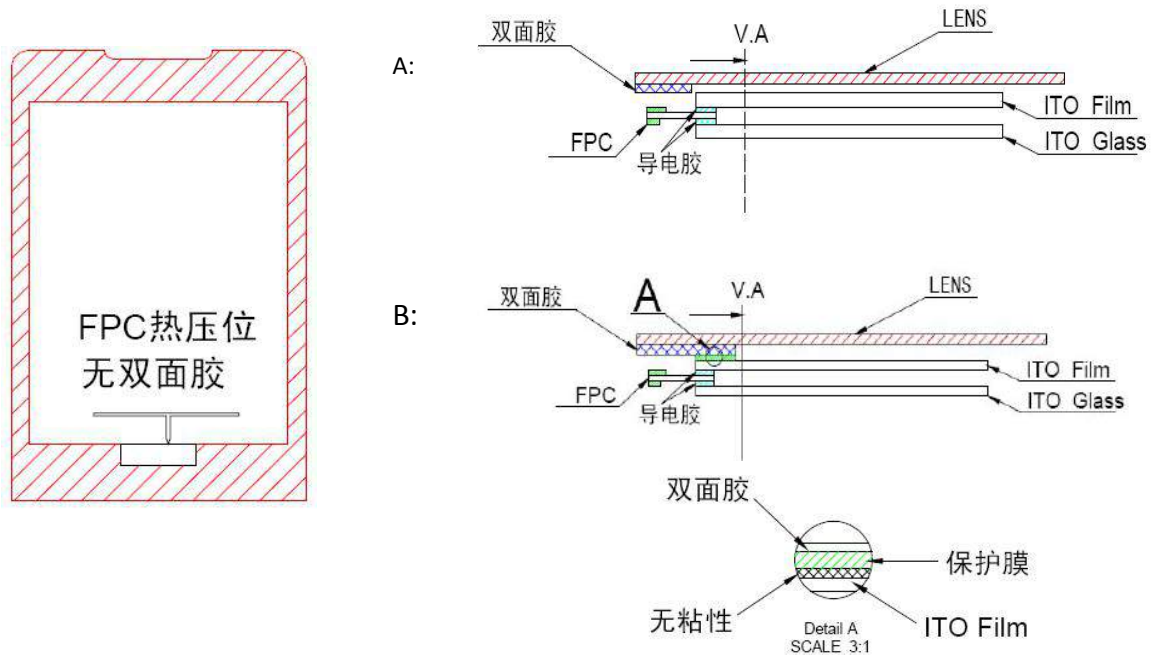 FPC热压位
无双面胶
A:
双面胶
V.A
LENS
ITO Film
ITO Glass
FPC
导电胶
B:
双面胶
A
V.A
LENS
ITO Film
ITO Glass
FPC
导电胶
双面胶
保护膜
无粘性
ITO Film
Detail A
SCALE 3:1